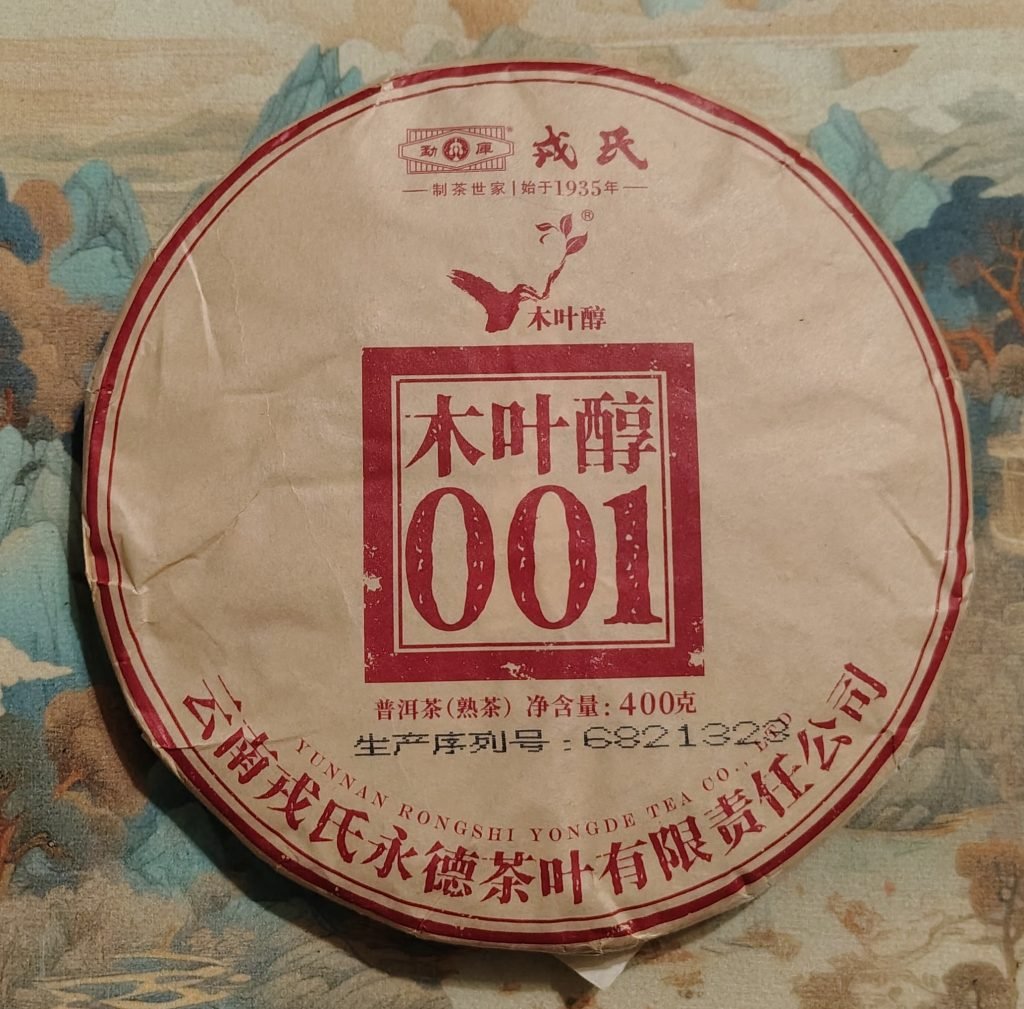 勐库® 戎氏
制茶世家|始于1935年
®
木叶醇
木叶醇
001
普洱茶(熟茶) 净含量:400克
生产序列号:6821328
YUNNAN RONGSHI YONGDE TEA CO., LTD
云南戎氏永德茶叶有限责任公司